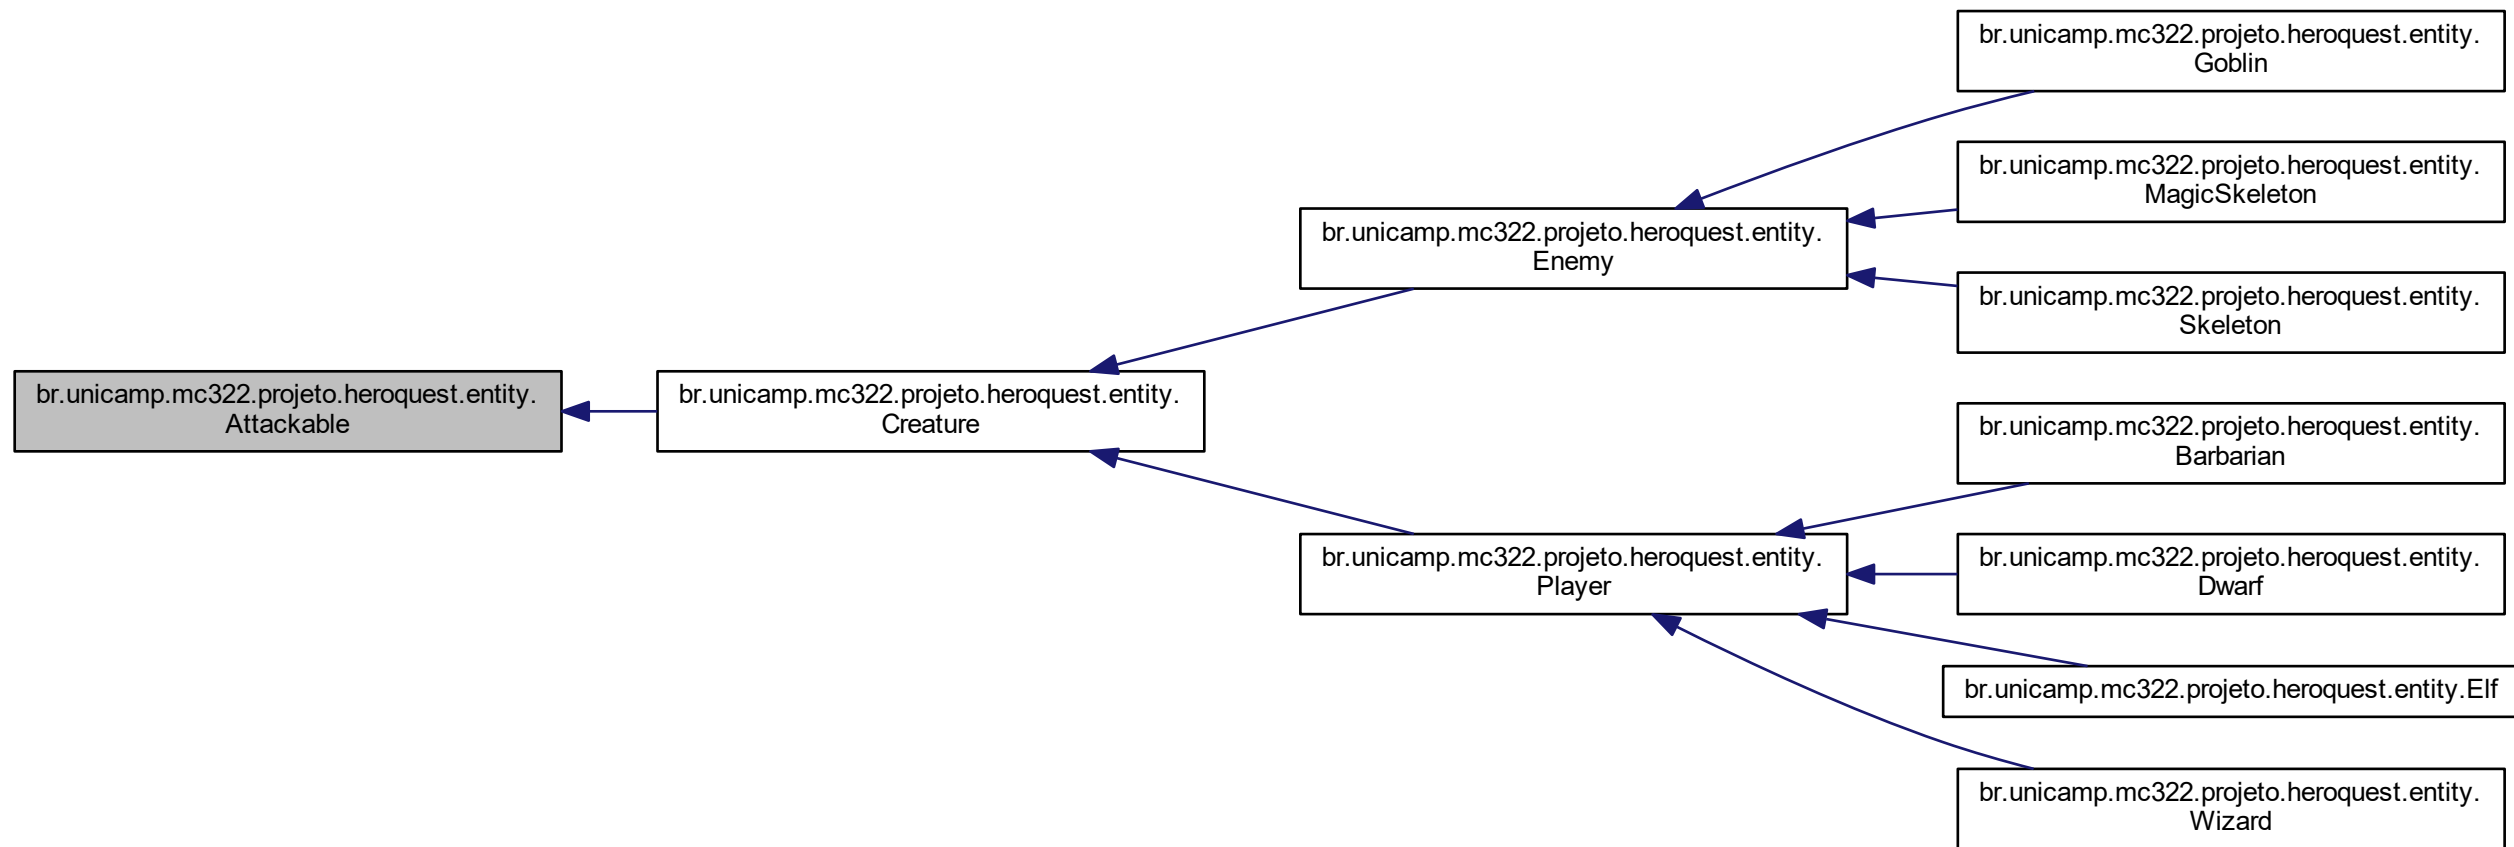 br.unicamp.mc322.projeto.heroquest.entity.
Goblin
br.unicamp.mc322.projeto.heroquest.entity.
MagicSkeleton
br.unicamp.mc322.projeto.heroquest.entity.
Enemy
br.unicamp.mc322.projeto.heroquest.entity.
Skeleton
br.unicamp.mc322.projeto.heroquest.entity.
Attackable
br.unicamp.mc322.projeto.heroquest.entity.
Creature
br.unicamp.mc322.projeto.heroquest.entity.
Barbarian
br.unicamp.mc322.projeto.heroquest.entity.
Player
br.unicamp.mc322.projeto.heroquest.entity.
Dwarf
br.unicamp.mc322.projeto.heroquest.entity.Elf
br.unicamp.mc322.projeto.heroquest.entity.
Wizard